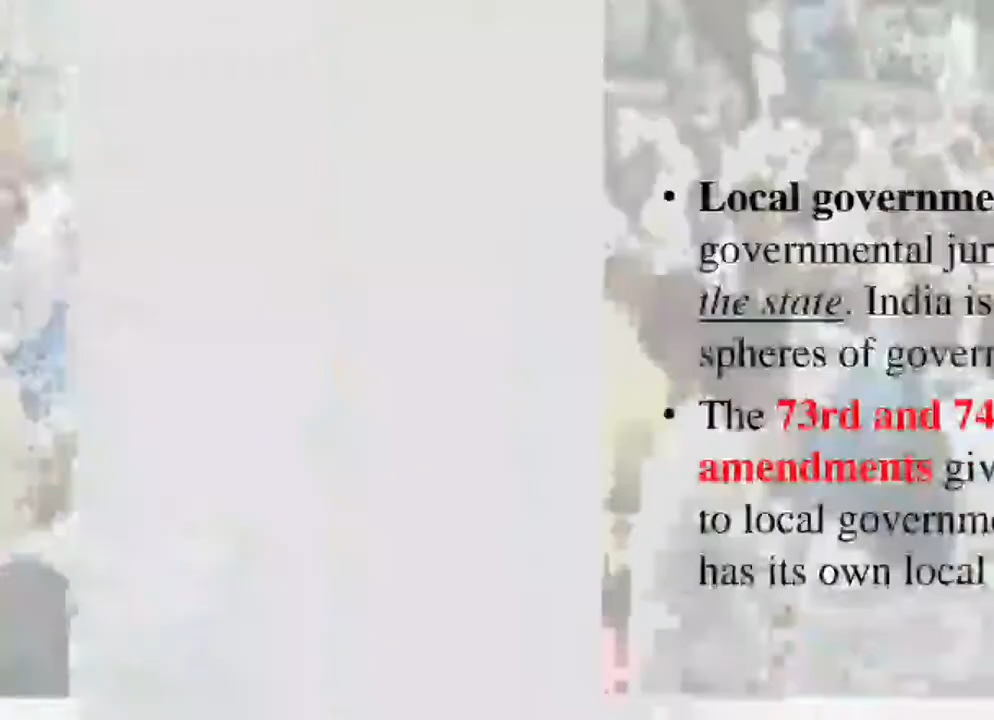 • Local governme
governmental jur
the state. India is
spheres of govern
• The 73rd and 74
amendments giv
to local governme
has its own local